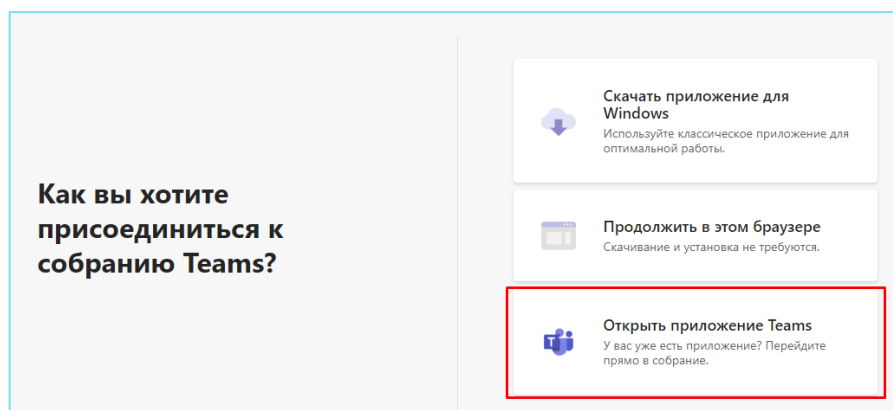 Как вы хотите
присоединиться к
собранию Teams?
Скачать приложение для
Windows
Используйте классическое приложение для
оптимальной работы.
Продолжить в этом браузере
Скачивание и установка не требуются.
Открыть приложение Teams
У вас уже есть приложение? Перейдите
прямо в собрание.